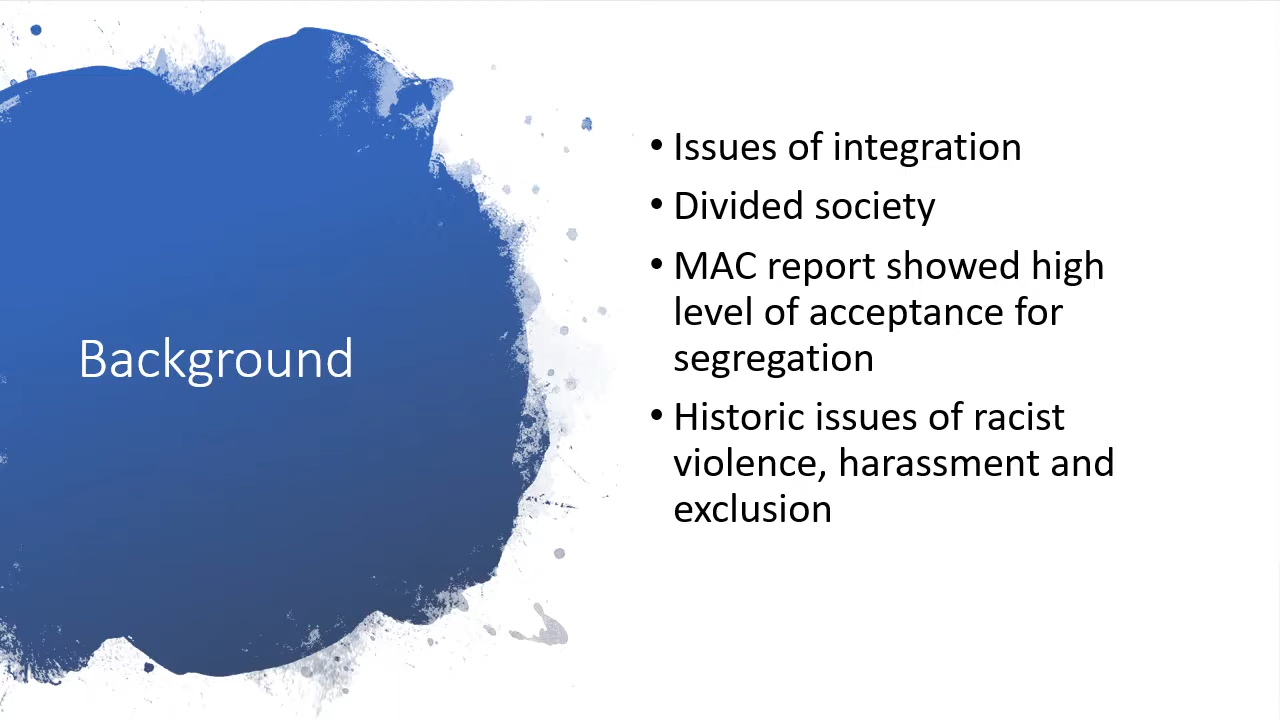 Background
• Issues of integration
• Divided society
• MAC report showed high
level of acceptance for
segregation
• Historic issues of racist
violence, harassment and
exclusion